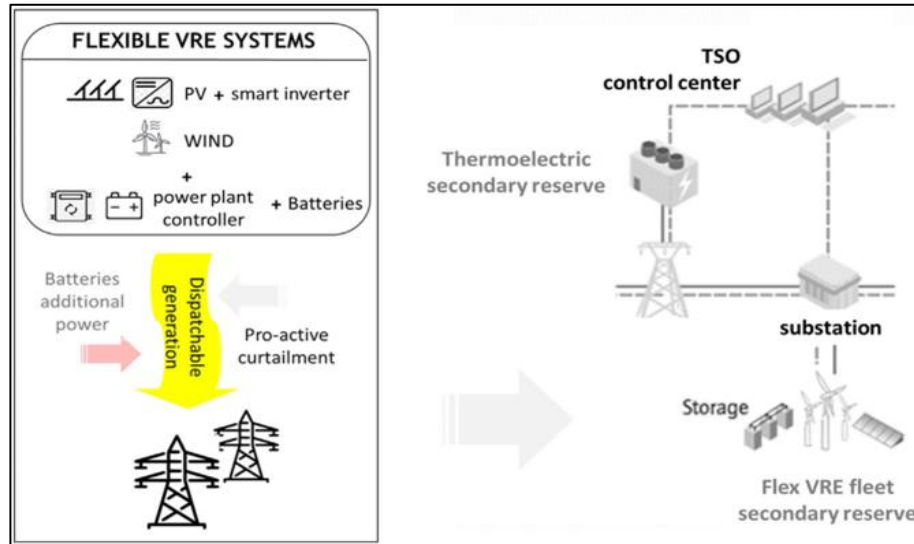 FLEXIBLE VRE SYSTEMS
PV + smart inverter
WIND
+
power plant
controller
+ Batteries
Batteries
additional
power
Dispatchable
generation
Pro-active
curtailment
TSO
control center
Thermoelectric
secondary reserve
substation
Storage
Flex VRE fleet
secondary reserve